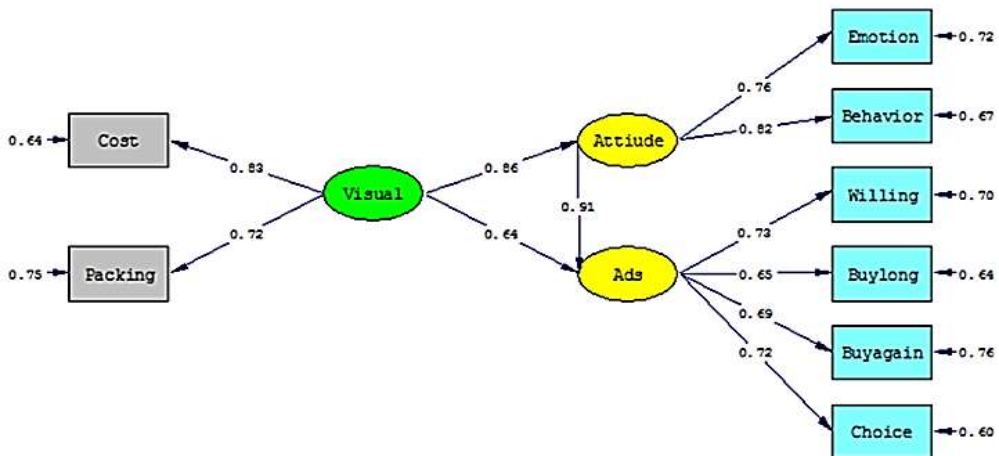 Emotion
0.72
0.76
Behavior
0.67
0.64
Cost
Attiude
0.82
0.83
0.86
Visual
Willing
0.70
0.91
0.72
0.64
0.73
0.75
Packing
Ads
0.65
Buylong
0.64
0.69
0.72
Buyagain
0.76
Choice
0.60